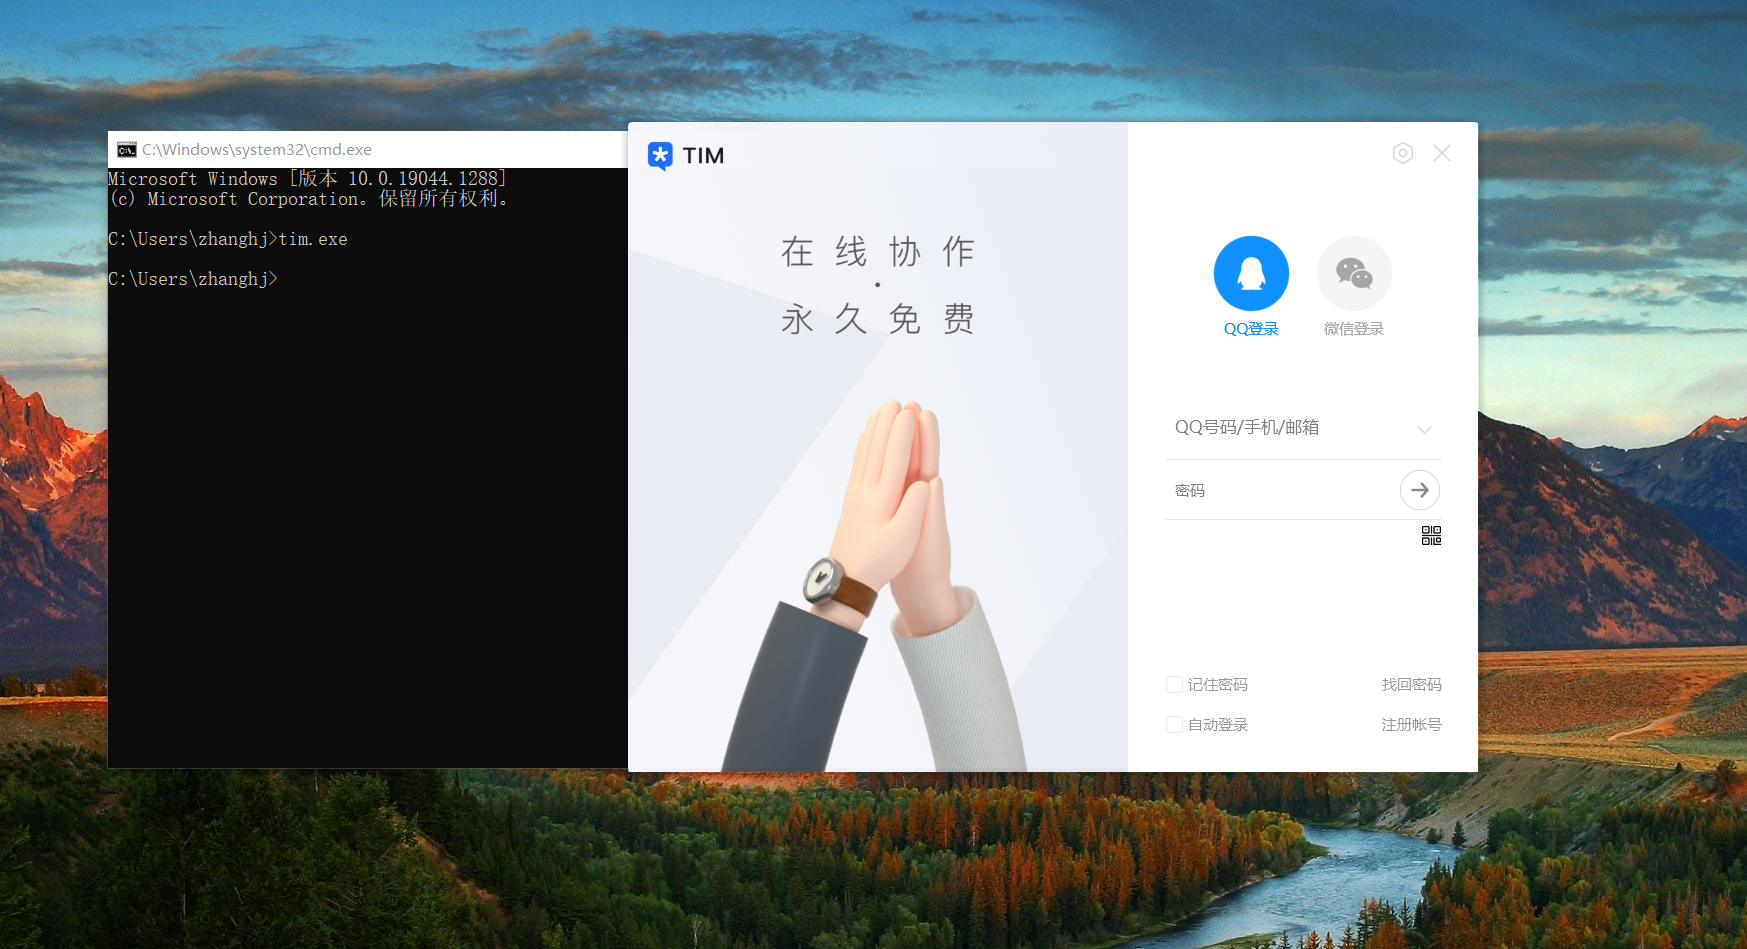 C:\Windows\system32\cmd.exe
Microsoft Windows [版本 10.0.19044.1288]
(c) Microsoft Corporation。保留所有权利。
C:\Users\zhanghj>tim.exe
C:\Users\zhanghj>
TIM
在线协作
·
永久免费
QQ登录
微信登录
QQ号码/手机/邮箱
密码
记住密码
找回密码
自动登录
注册帐号